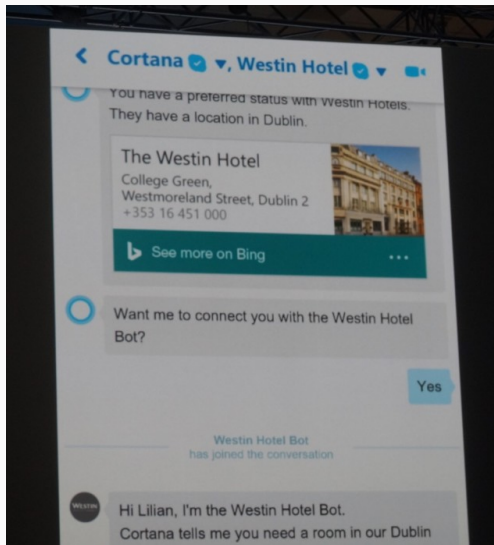 Cortana , Westin Hotel
You have a preferred status with Westin Hotels.
They have a location in Dublin.
The Westin Hotel
College Green,
Westmoreland Street, Dublin 2
+353 16 451 000
See more on Bing
Want me to connect you with the Westin Hotel
Bot?
Yes
Westin Hotel Bot
has joined the conversation
WESTIN
Hi Lilian, I'm the Westin Hotel Bot.
Cortana tells me you need a room in our Dublin